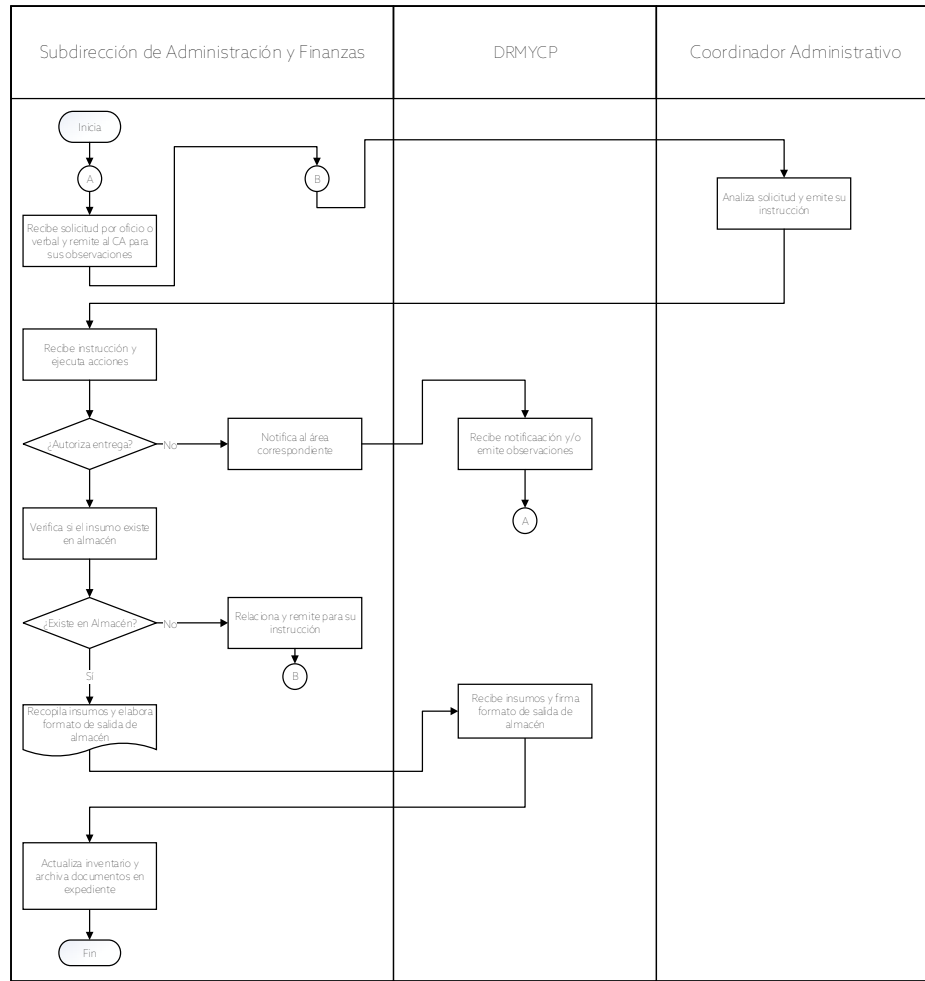 Subdirección de Administración y Finanzas
DRMYCP
Coordinador Administrativo
Inicia
A
B
Recibe solicitud por oficio o
verbal y remite al CA para
sus observaciones
Analiza solicitud y emite su
instrucción
Recibe instrucción y
ejecuta acciones
¿Autoriza entrega?
No
Notifica al área
correspondiente
Recibe notificaación y/o
emite observaciones
A
Verifica si el insumo existe
en almacén
¿Existe en Almacén?
No
Relaciona y remite para su
instrucción
B
Sí
Recopila insumos y elabora
formato de salida de
almacén
Recibe insumos y firma
formato de salida de
almacén
Actualiza inventario y
archiva documentos en
expediente
Fin